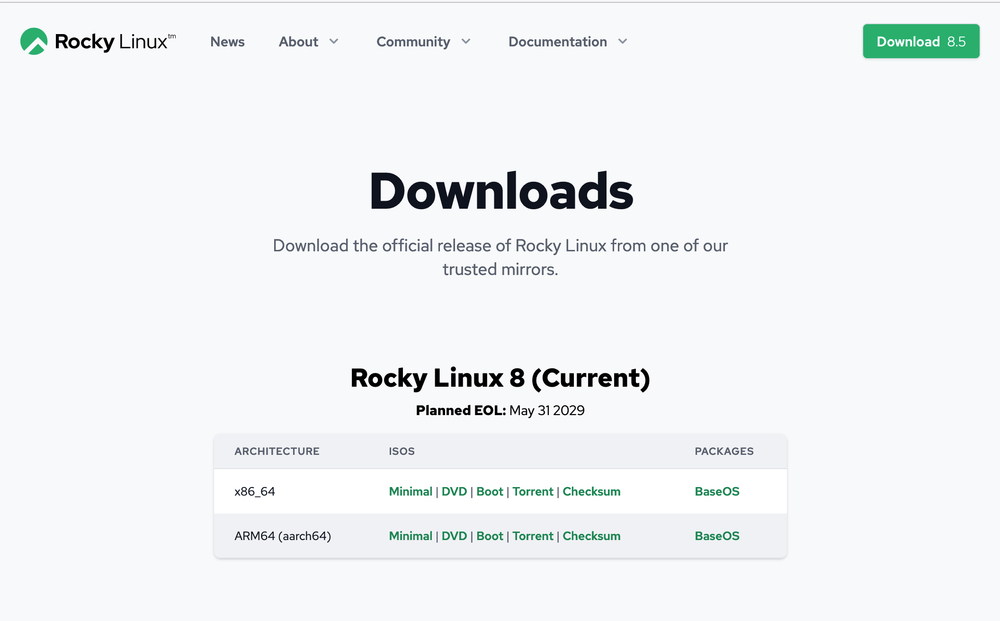 Rocky Linux™ News About Community Documentation Download 8.5
Downloads
Download the official release of Rocky Linux from one of our
trusted mirrors.
Rocky Linux 8 (Current)
Planned EOL: May 31 2029
ARCHITECTURE ISOS PACKAGES
x86_64 Minimal | DVD | Boot | Torrent | Checksum BaseOS
ARM64 (aarch64) Minimal | DVD | Boot | Torrent | Checksum BaseOS